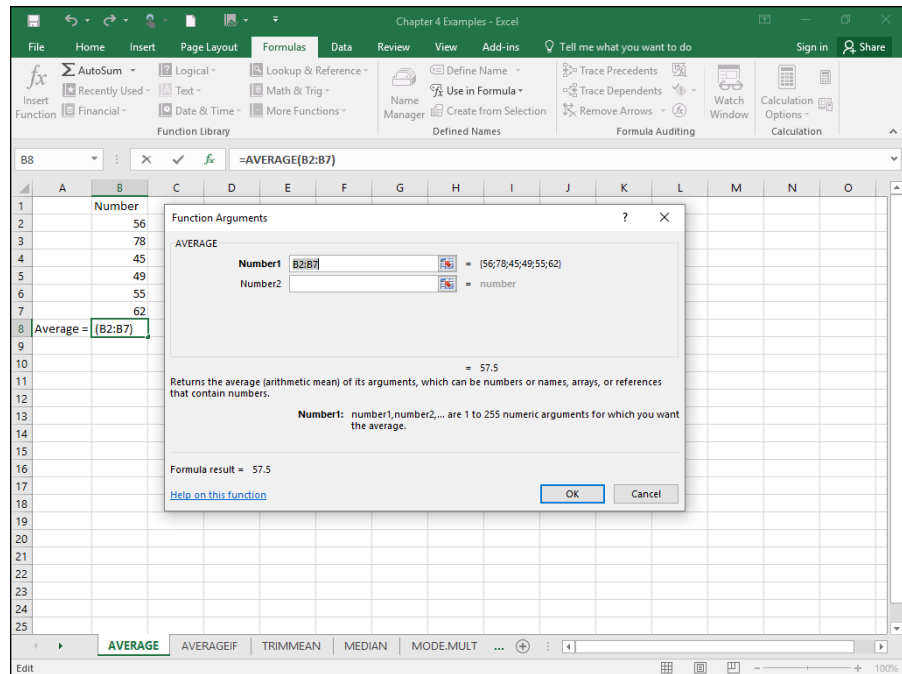 Chapter 4 Examples - Excel
File Home Insert Page Layout Formulas Data Review View Add-ins Tell me what you want to do Sign in Share
fx
Insert Function
Σ AutoSum
Recently Used
Financial
Logical
Text
Date & Time
Lookup & Reference
Math & Trig
More Functions
Function Library
Name Manager
Define Name
Use in Formula
Create from Selection
Defined Names
Trace Precedents
Trace Dependents
Remove Arrows
Watch Window
Formula Auditing
Calculation Options
Calculation
B8 fx =AVERAGE(B2:B7)
A B C D E F G H I J K L M N O
1 Number
2 56
3 78
4 45
5 49
6 55
7 62
8 Average = (B2:B7)
9
10
11
12
13
14
15
16
17
18
19
20
21
22
23
24
25
Function Arguments ?
AVERAGE
Number1 B2:B7 = {56;78;45;49;55;62}
Number2 = number
= 57.5
Returns the average (arithmetic mean) of its arguments, which can be numbers or names, arrays, or references
that contain numbers.
Number1: number1,number2,... are 1 to 255 numeric arguments for which you want
the average.
Formula result = 57.5
Help on this function
OK Cancel
AVERAGE AVERAGEIF TRIMMEAN MEDIAN MODE.MULT ...
Edit 100%